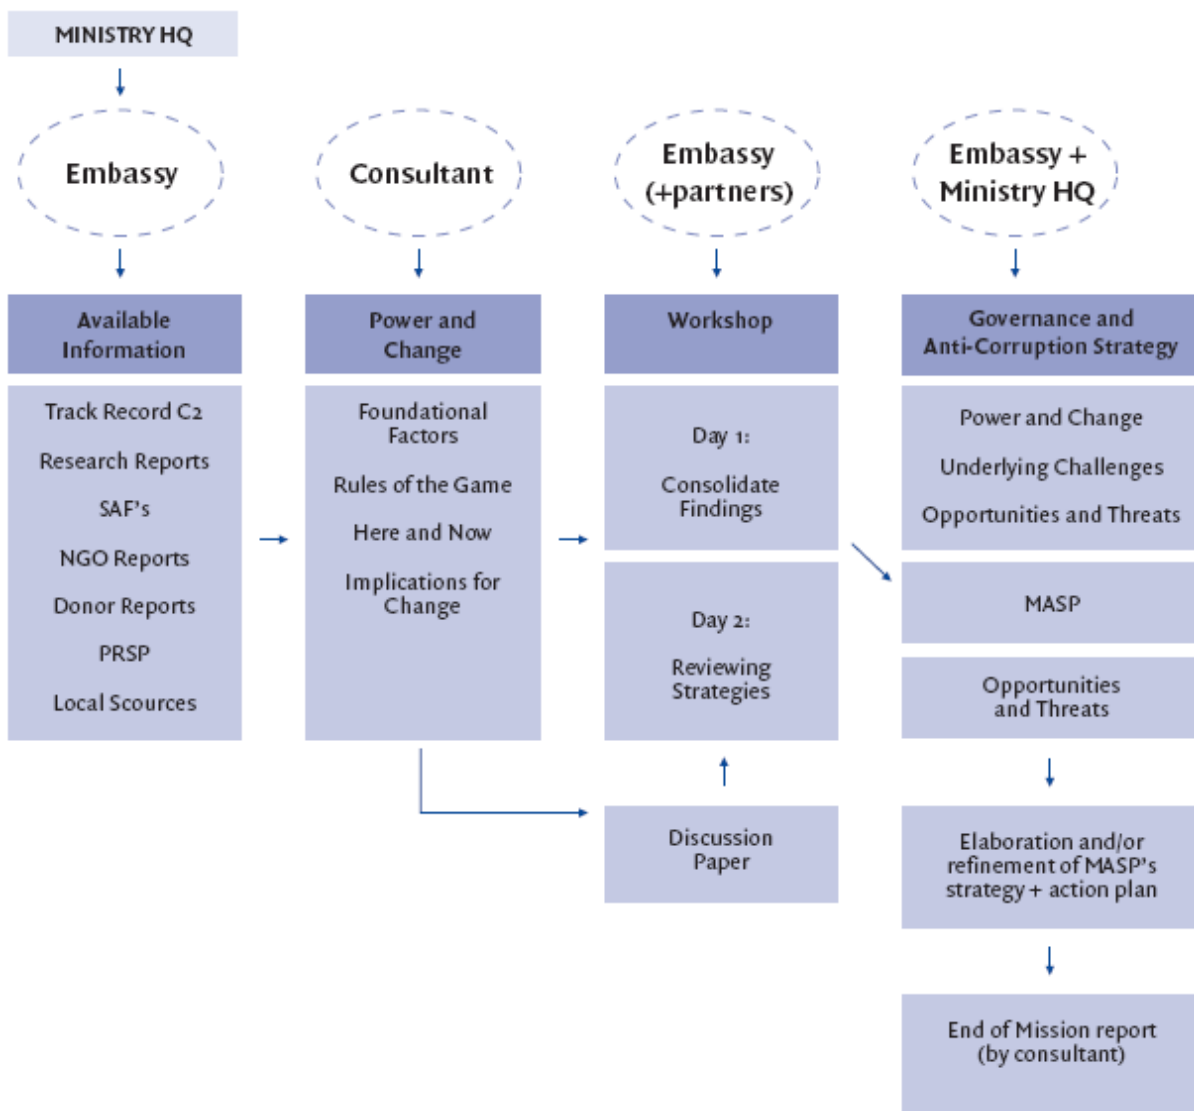 MINISTRY HQ
Embassy
Consultant
Embassy
(+partners)
Embassy +
Ministry HQ
Available
Information
Track Record C2
Research Reports
SAF's
NGO Reports
Donor Reports
PRSP
Local Scources
Power and
Change
Foundational
Factors
Rules of the Game
Here and Now
Implications for
Change
Workshop
Day 1:
Consolidate
Findings
Day 2:
Reviewing
Strategies
Discussion
Paper
Governance and
Anti-Corruption Strategy
Power and Change
Underlying Challenges
Opportunities and Threats
MASP
Opportunities
and Threats
Elaboration and/or
refinement of MASP's
strategy + action plan
End of Mission report
(by consultant)